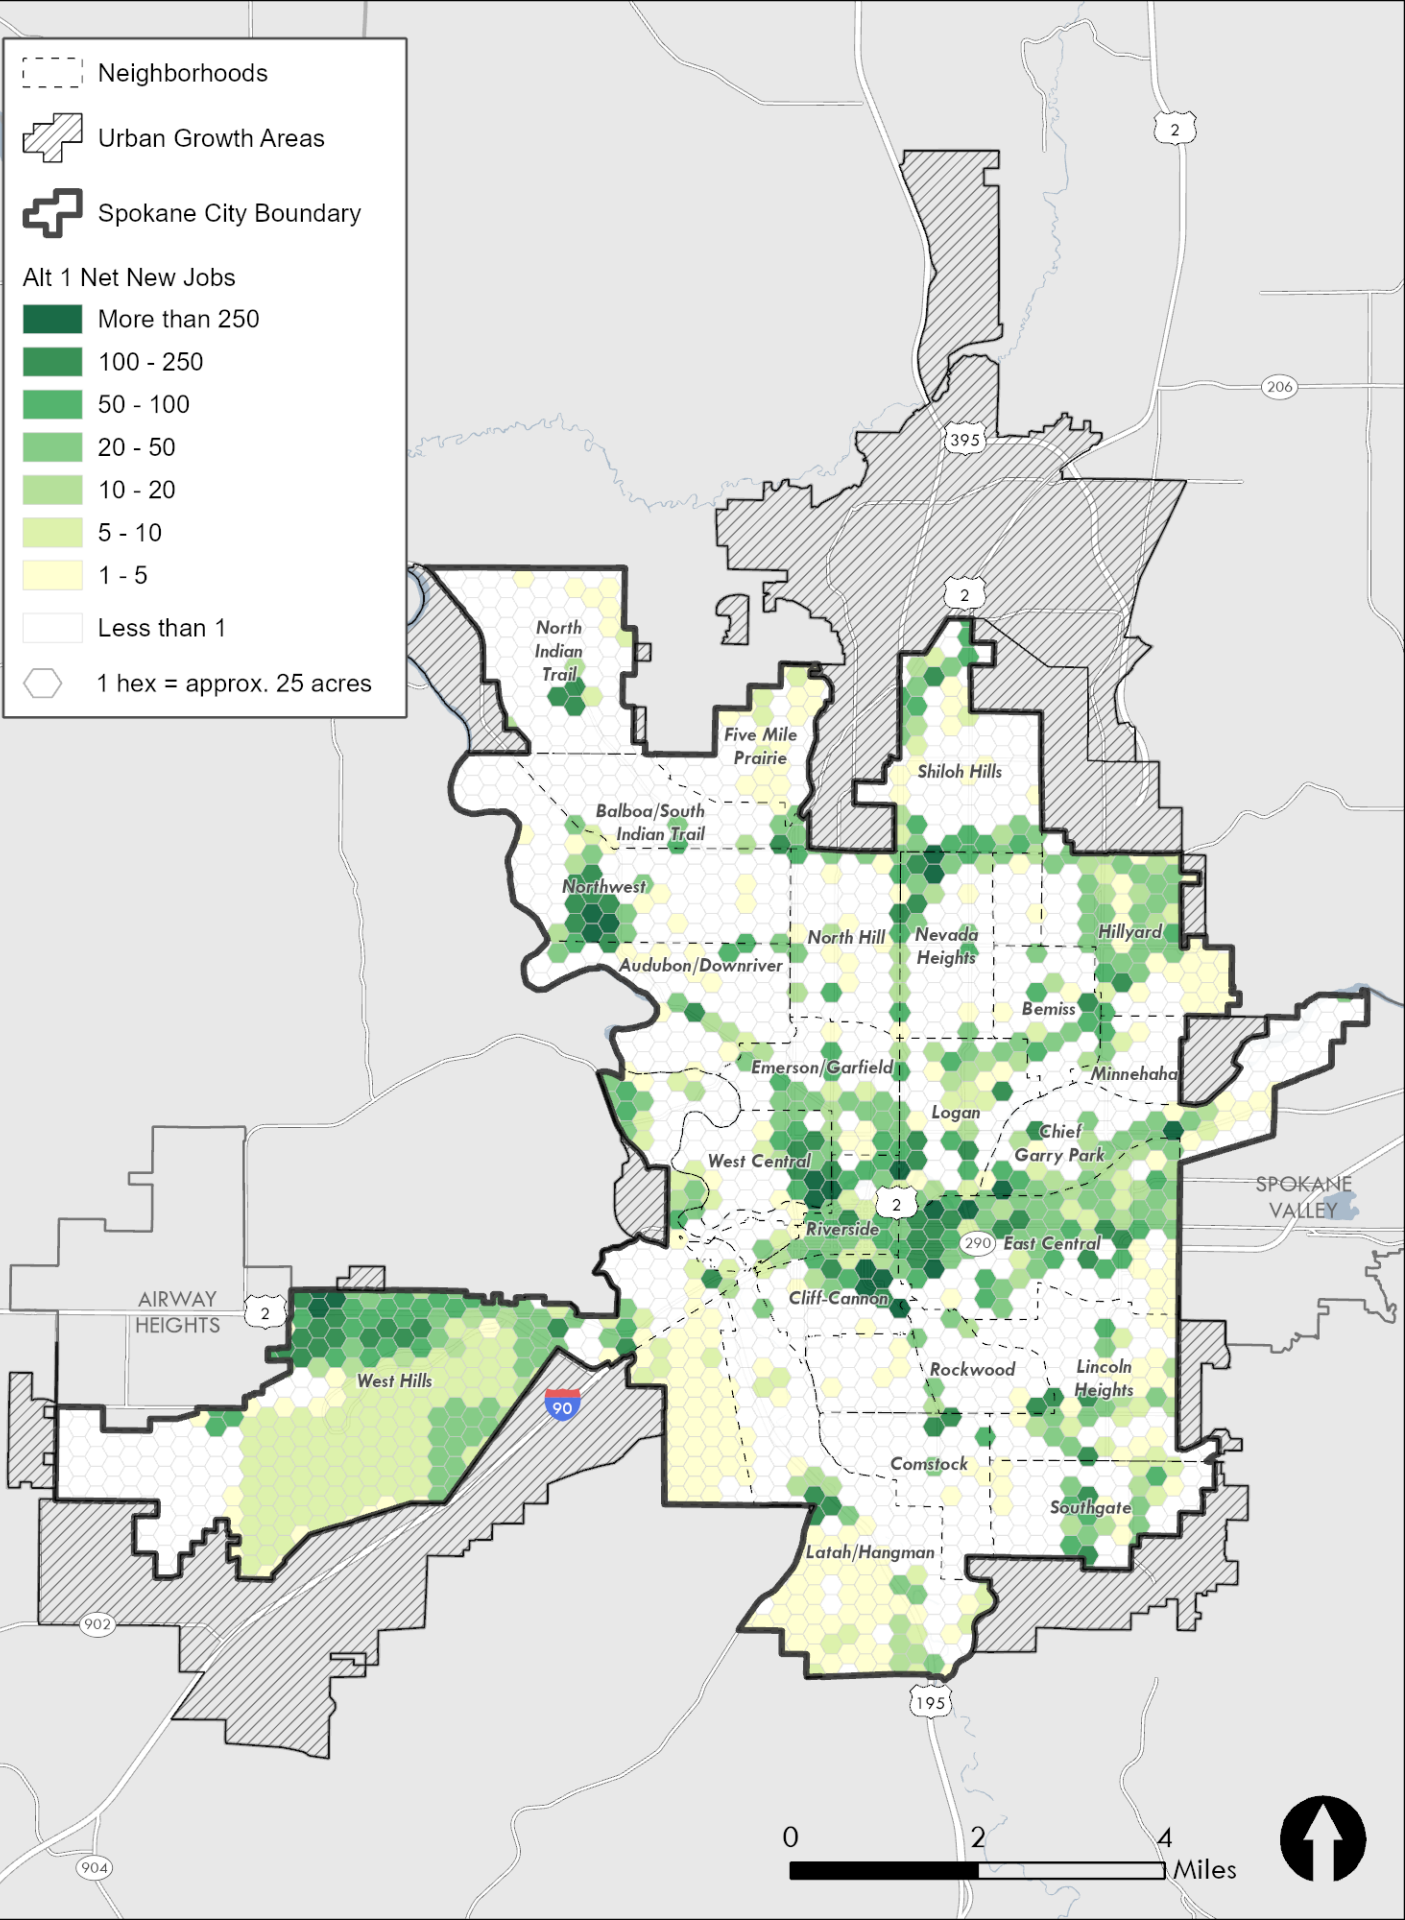 Neighborhoods
Urban Growth Areas
Spokane City Boundary
Alt 1 Net New Jobs
More than 250
100 - 250
50 - 100
20 - 50
10 - 20
5 - 10
1 - 5
Less than 1
1 hex = approx. 25 acres
2
206
395
2
North
Indian
Trail
Five Mile
Prairie
Shiloh Hills
Balboa/South
Indian Trail
Northwest
North Hill
Nevada
Heights
Hillyard
Audubon/Downriver
Bemiss
Emerson/Garfield
Minnehaha
Logan
Chief
Garry Park
West Central
SPOKANE
VALLEY
2
Riverside
290
East Central
AIRWAY
HEIGHTS
2
Cliff-Cannon
West Hills
Rockwood
Lincoln
Heights
90
Comstock
Southgate
Latah/Hangman
902
195
904
0
2
4
Miles